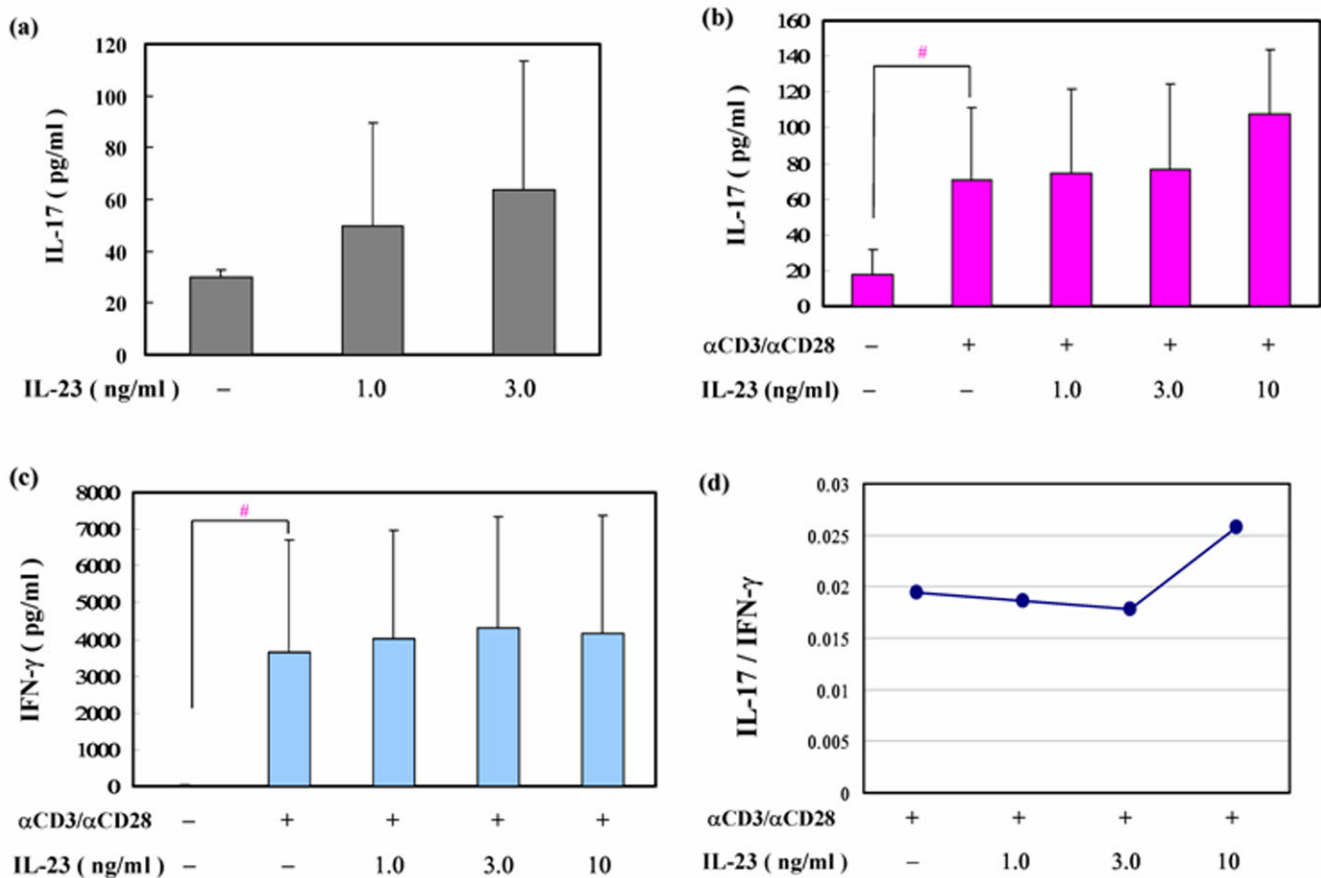 (a)
120
100
80
60
40
20
0
IL-17 ( pg/ml )
IL-23 ( ng/ml ) – 1.0 3.0
(b)
160
140
120
100
80
60
40
20
0
IL-17 ( pg/ml )
#
αCD3/αCD28 – + + + +
IL-23 (ng/ml) – – 1.0 3.0 10
(c)
8000
7000
6000
5000
4000
3000
2000
1000
0
IFN-γ ( pg/ml )
#
αCD3/αCD28 – + + + +
IL-23 ( ng/ml ) – – 1.0 3.0 10
(d)
0.03
0.025
0.02
0.015
0.01
0.005
0
IL-17 / IFN-γ
αCD3/αCD28 + + + +
IL-23 ( ng/ml ) – 1.0 3.0 10